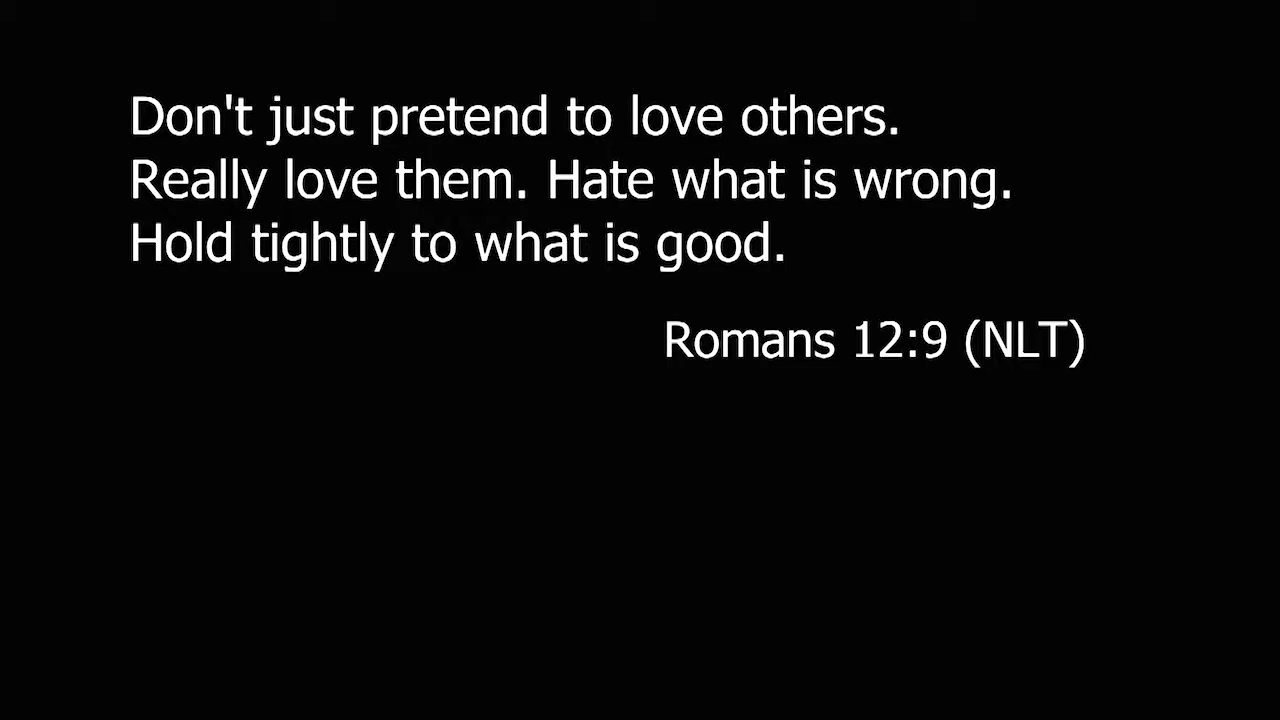 Don't just pretend to love others.
Really love them. Hate what is wrong.
Hold tightly to what is good.
Romans 12:9 (NLT)